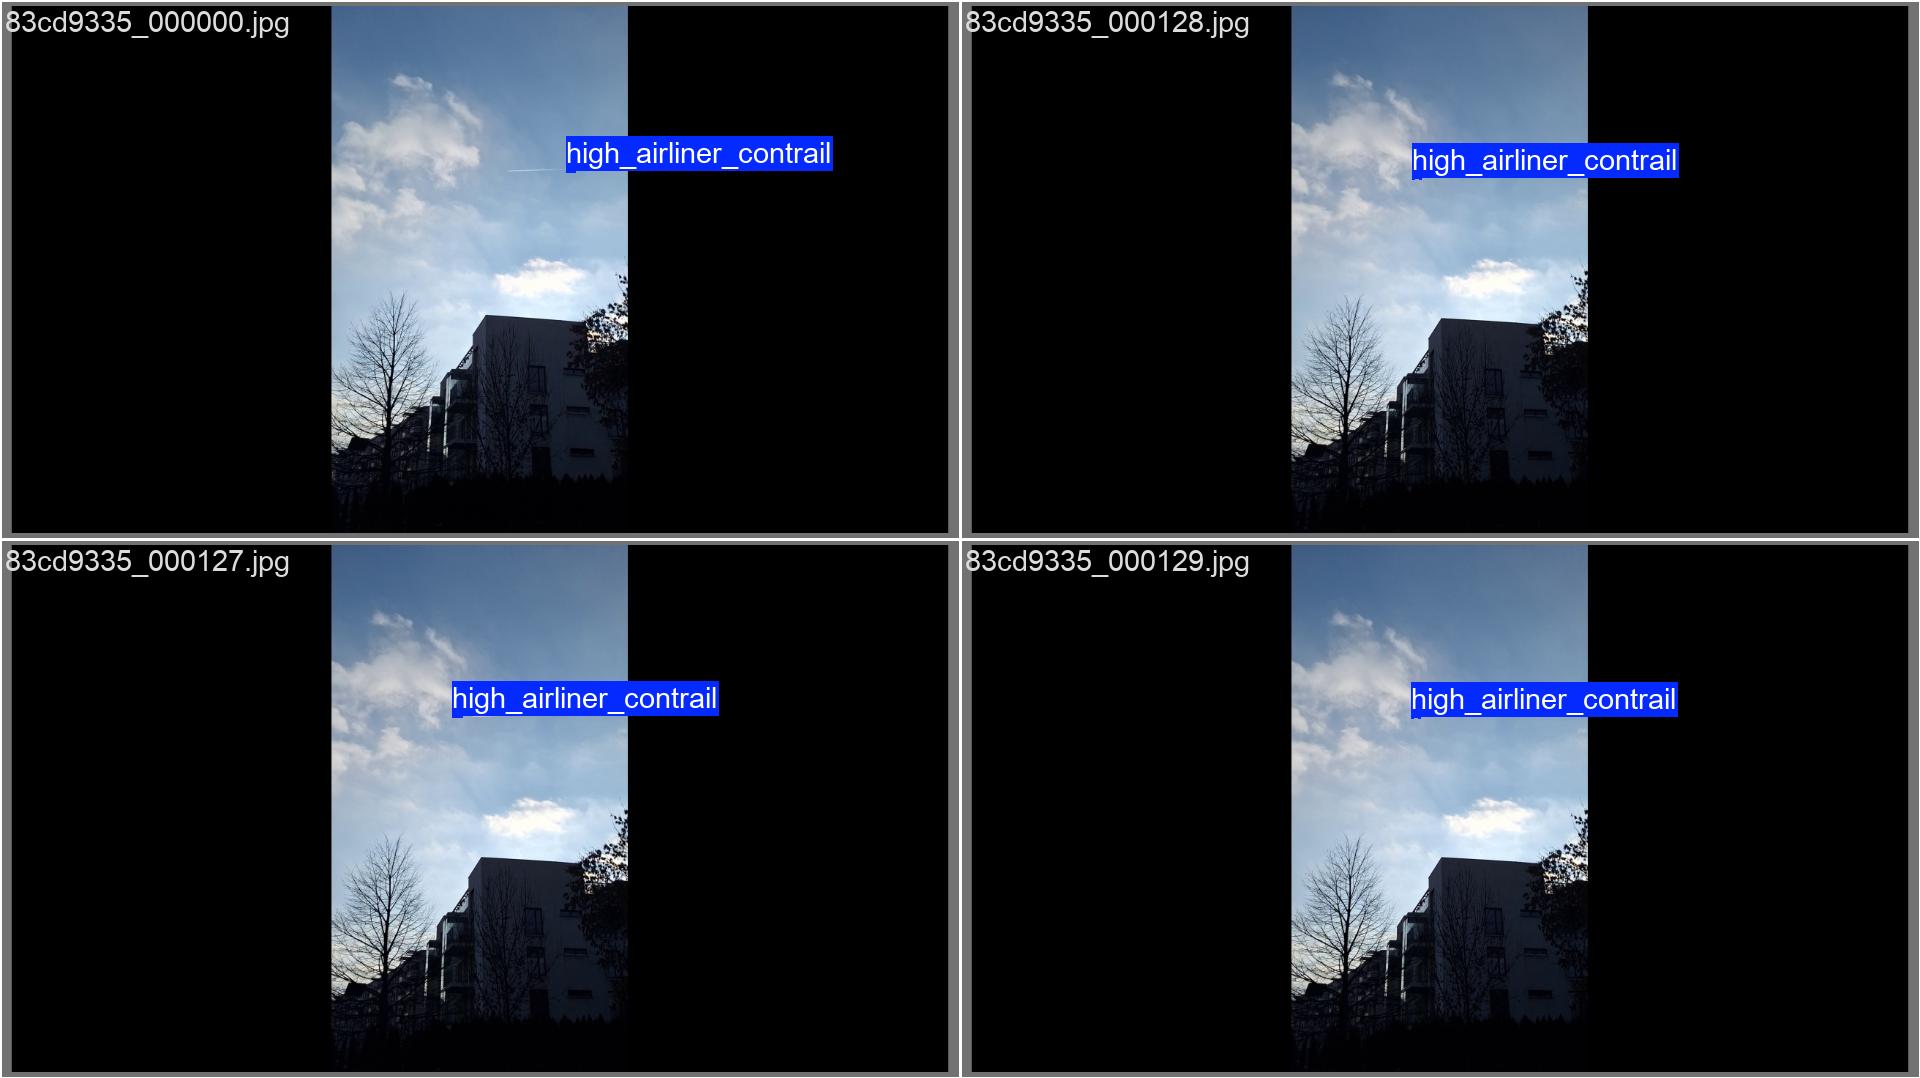 83cd9335_000000.jpg
high_airliner_contrail
83cd9335_000128.jpg
high_airliner_contrail
83cd9335_000127.jpg
high_airliner_contrail
83cd9335_000129.jpg
high_airliner_contrail